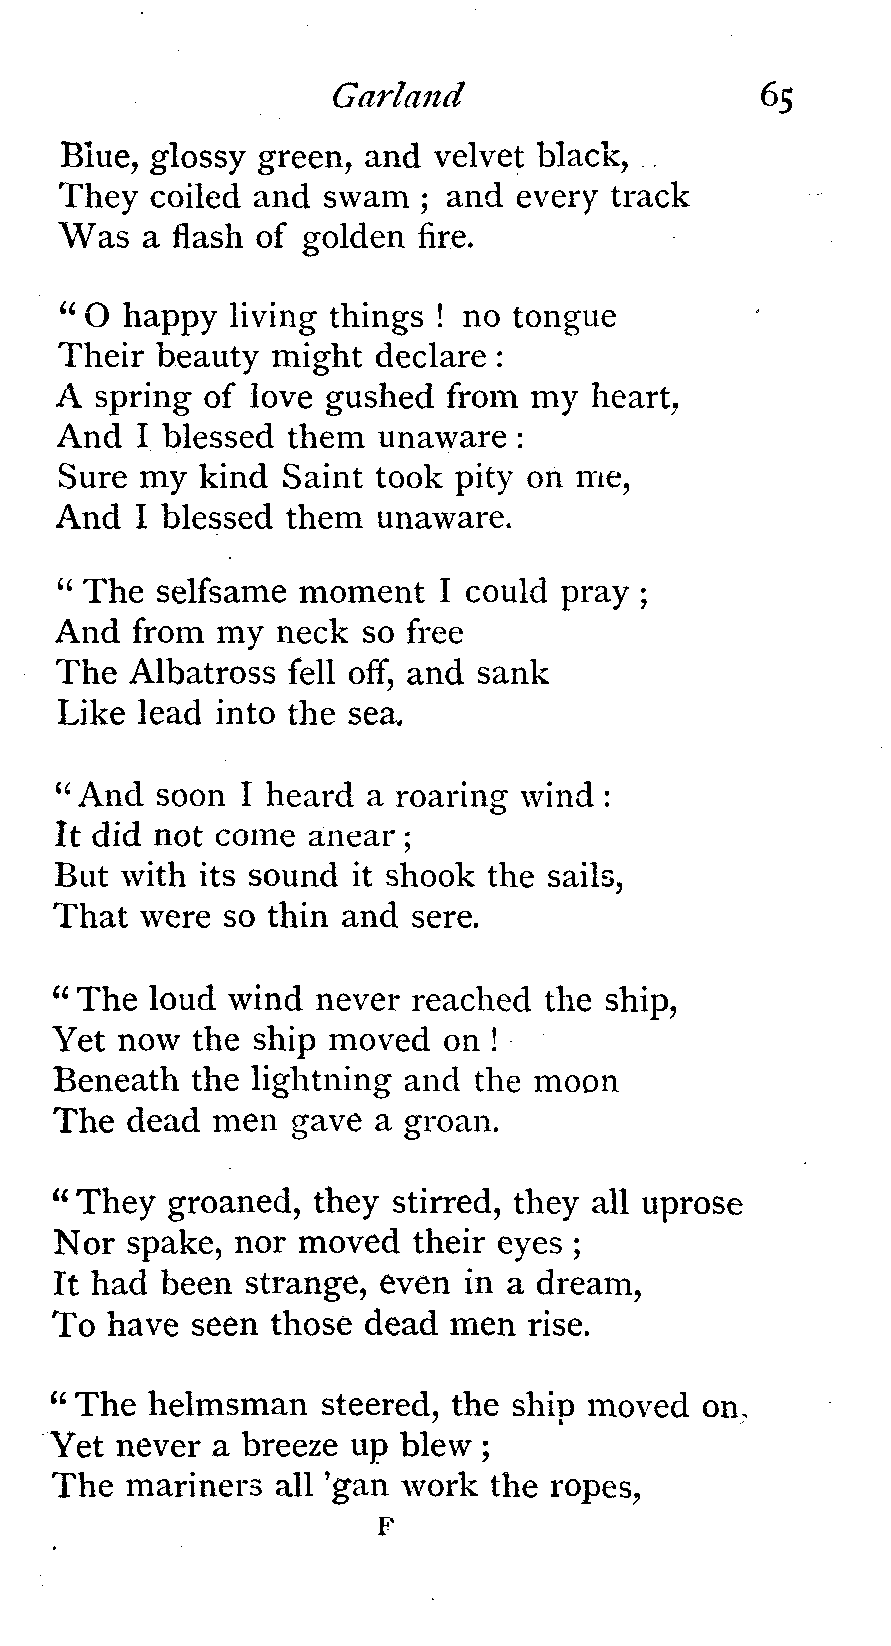 Garland 65
Blue, glossy green, and velvet black,
They coiled and swam ; and every track
Was a flash of golden fire.
“ O happy living things ! no tongue
Their beauty might declare :
A spring of love gushed from my heart,
And I blessed them unaware :
Sure my kind Saint took pity on me,
And I blessed them unaware.
“ The selfsame moment I could pray ;
And from my neck so free
The Albatross fell off, and sank
Like lead into the sea.
“ And soon I heard a roaring wind :
It did not come anear ;
But with its sound it shook the sails,
That were so thin and sere.
“ The loud wind never reached the ship,
Yet now the ship moved on !
Beneath the lightning and the moon
The dead men gave a groan.
“ They groaned, they stirred, they all uprose
Nor spake, nor moved their eyes ;
It had been strange, even in a dream,
To have seen those dead men rise.
“ The helmsman steered, the ship moved on,
Yet never a breeze up blew ;
The mariners all ’gan work the ropes,
F